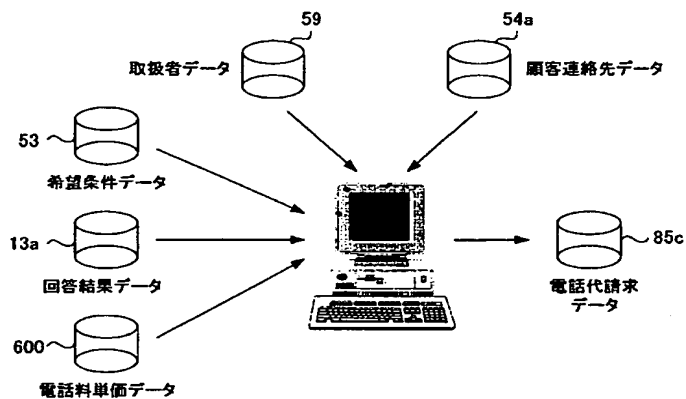 59
取扱者データ
54a
顧客連絡先データ
53
希望条件データ
13a
回答結果データ
600
電話料単価データ
85c
電話代請求
データ